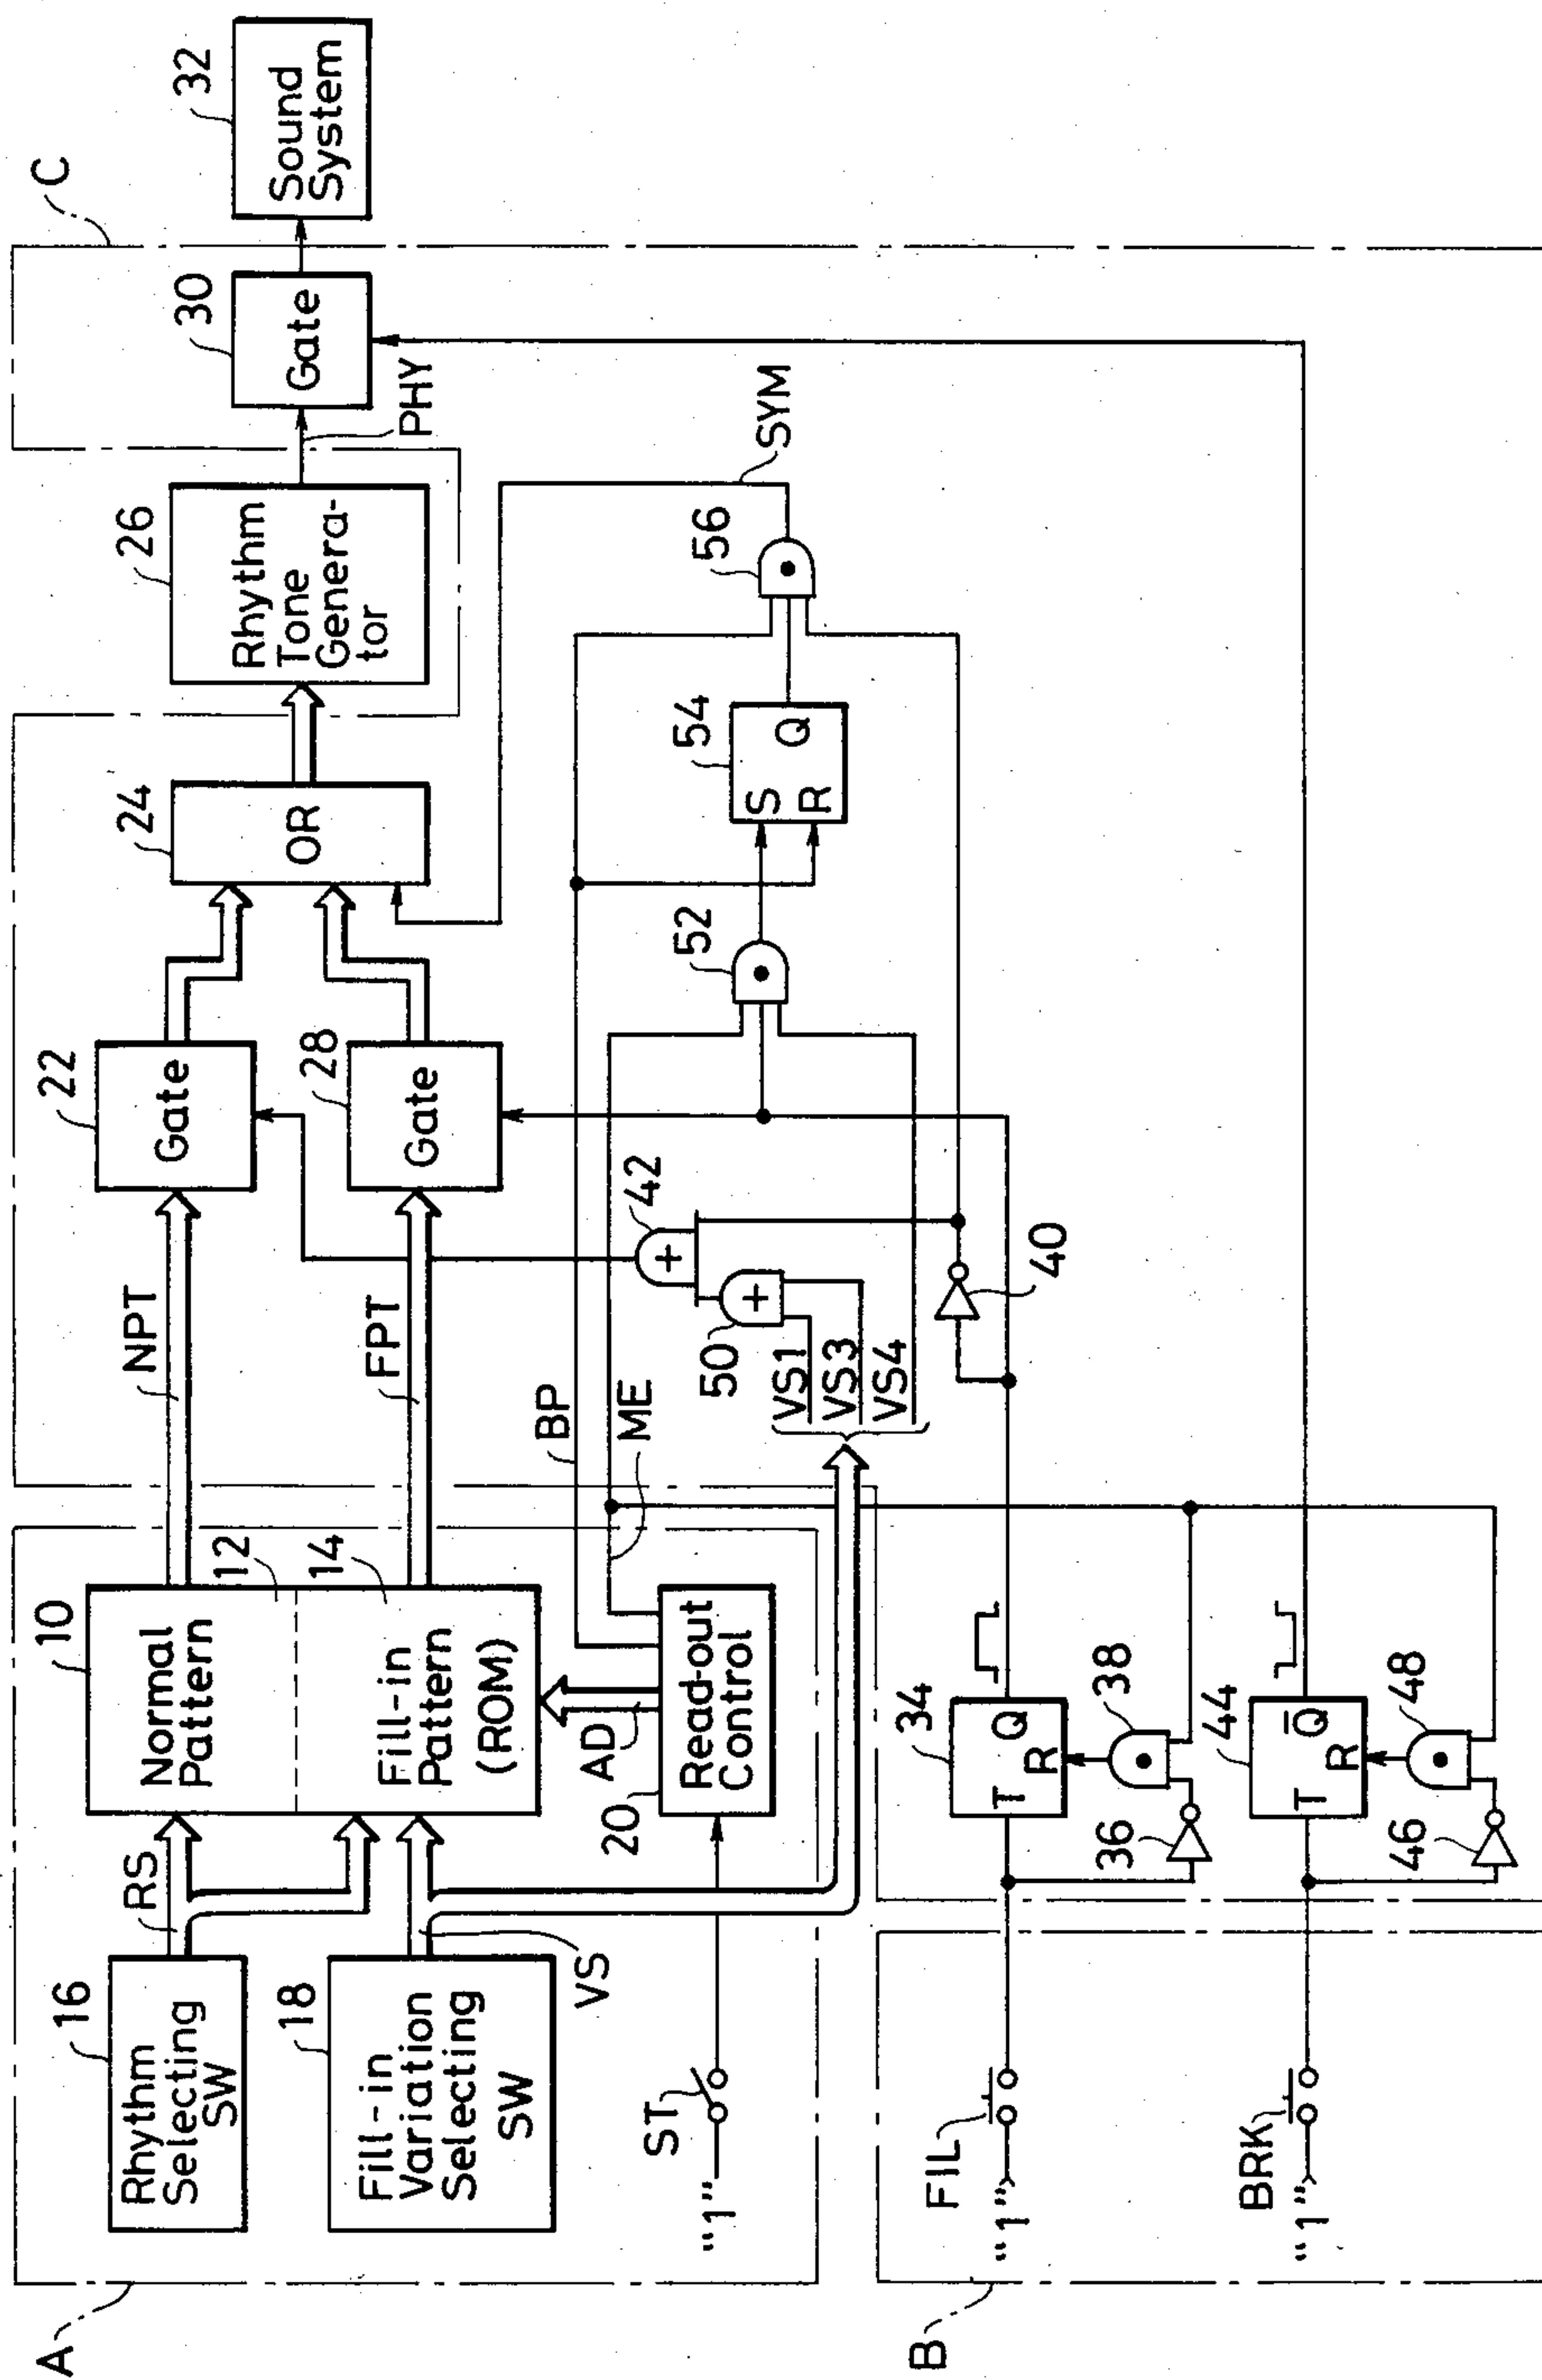 A
16
Rhythm
Selecting
SW
RS
10
Normal
Pattern
12
NPT
22
Gate
24
OR
26
Rhythm
Tone
Genera-
tor
PHY
30
Gate
C
32
Sound
System
18
Fill-in
Variation
Selecting
SW
VS
Fill-in
Pattern
(ROM)
14
FPT
28
Gate
ST
"1"
20
Read-out
Control
AD
BP
ME
42
+
50
+
VS1
VS3
VS4
40
52
54
S
R
Q
56
SYM
B
FIL
"1"
34
T
Q
R
36
38
BRK
"1"
44
T
Q̅
R
46
48